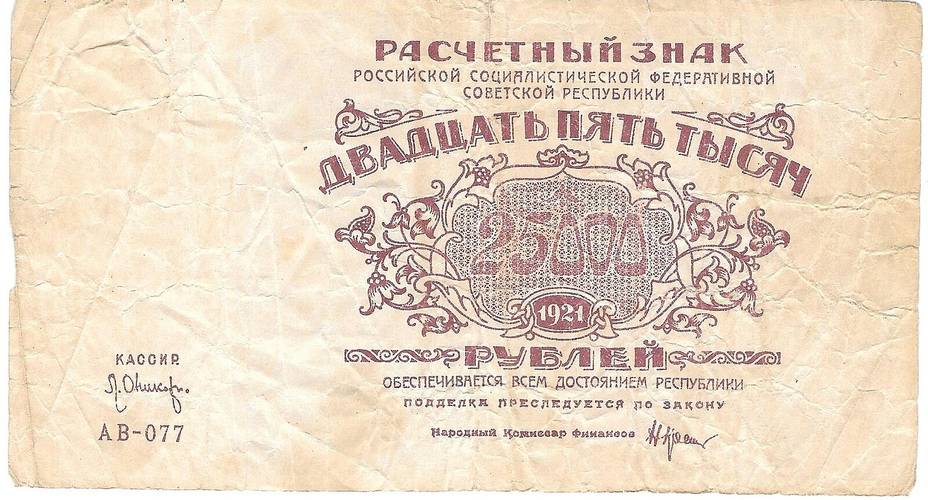 РАСЧЕТНЫЙ ЗНАК
РОССИЙСКОЙ СОЦИАЛИСТИЧЕСКОЙ ФЕДЕРАТИВНОЙ
СОВЕТСКОЙ РЕСПУБЛИКИ
ДВАДЦАТЬ ПЯТЬ ТЫСЯЧ
25000
1921
РУБЛЕЙ
ОБЕСПЕЧИВАЕТСЯ ВСЕМ ДОСТОЯНИЕМ РЕСПУБЛИКИ
ПОДДЕЛКА ПРЕСЛЕДУЕТСЯ ПО ЗАКОНУ
Народный Комиссар Финансов
КАССИР.
АВ-077